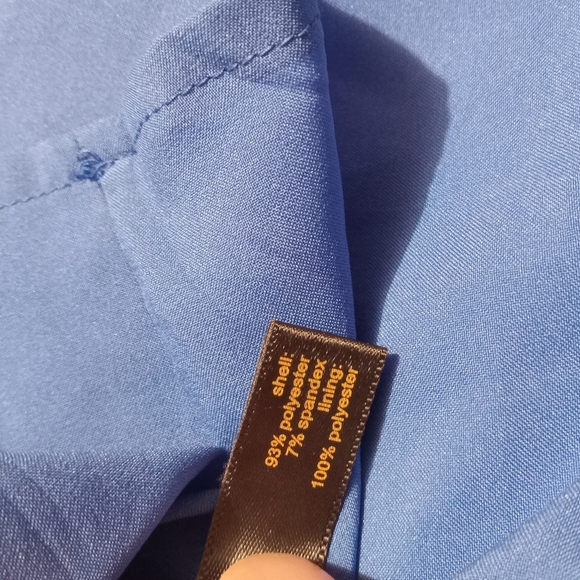 shell:
93% polyester
7% spandex
lining:
100% polyester